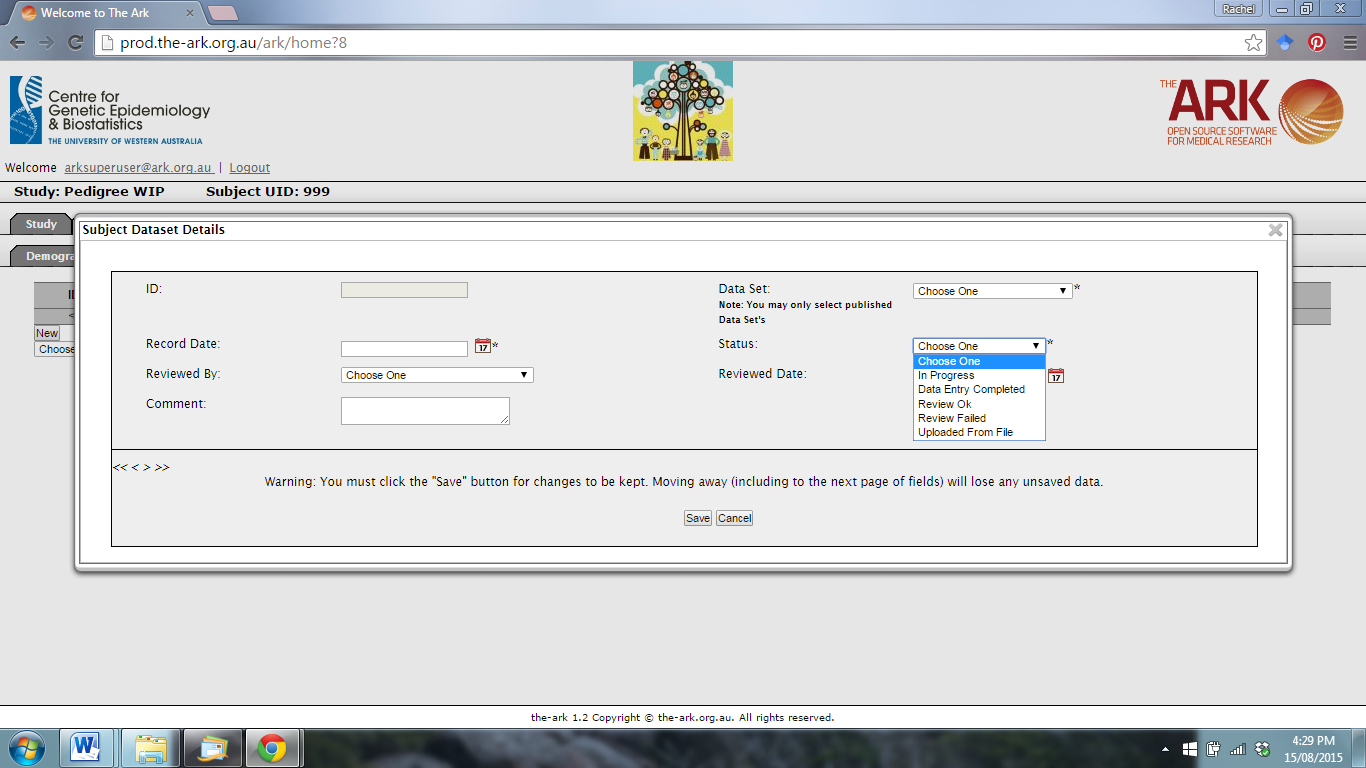 Welcome to The Ark
Rachel
prod.the-ark.org.au/ark/home?8
Centre for
Genetic Epidemiology
& Biostatistics
THE UNIVERSITY OF WESTERN AUSTRALIA
THE ARK
OPEN SOURCE SOFTWARE
FOR MEDICAL RESEARCH
Welcome arksuperuser@ark.org.au | Logout
Study: Pedigree WIP Subject UID: 999
Study
Subject Dataset Details
Demogra
ID: Data Set: Choose One *
Note: You may only select published
Data Set's
New
Choose
Record Date: 17 * Status: Choose One *
Choose One
In Progress
Data Entry Completed
Review Ok
Review Failed
Uploaded From File
Reviewed By: Choose One Reviewed Date: 17
Comment:
<< < > >>
Warning: You must click the "Save" button for changes to be kept. Moving away (including to the next page of fields) will lose any unsaved data.
Save Cancel
the-ark 1.2 Copyright © the-ark.org.au. All rights reserved.
4:29 PM
15/08/2015